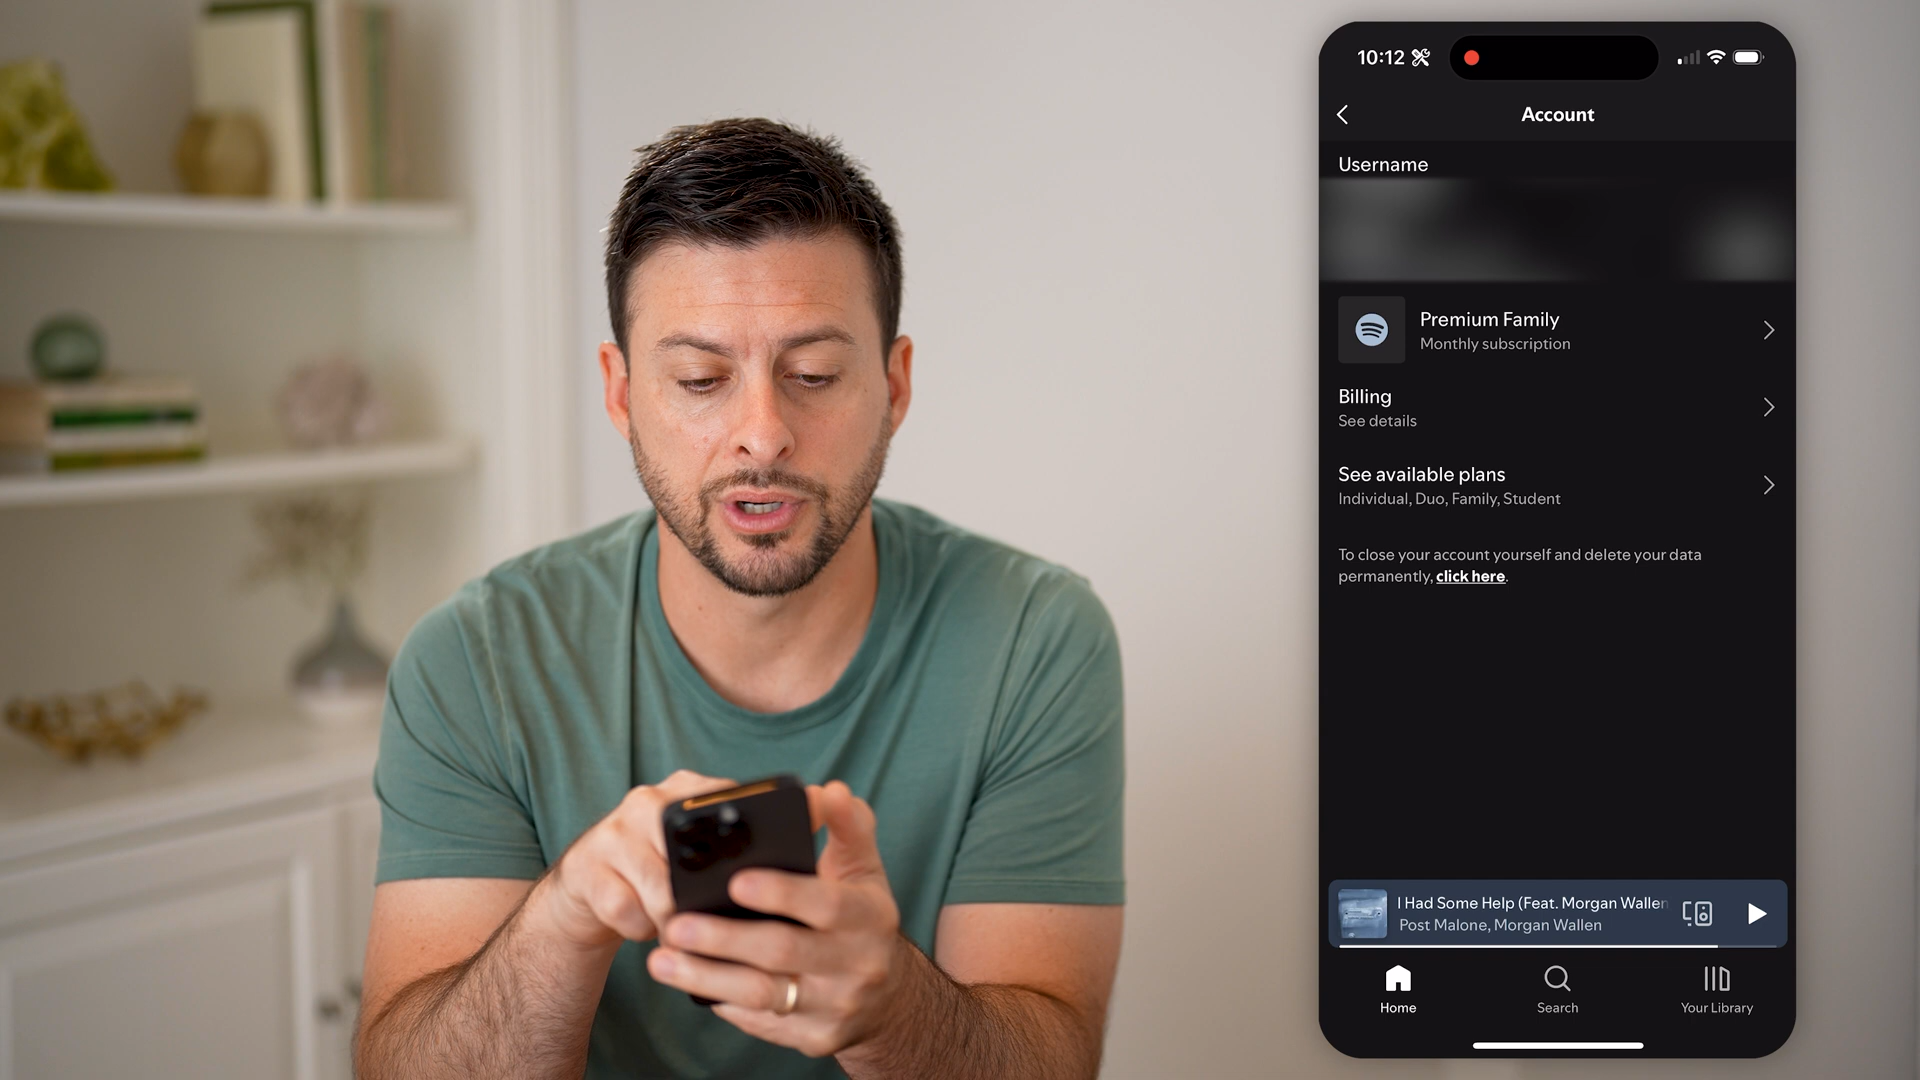 10:12
Account
Username
Premium Family
Monthly subscription
Billing
See details
See available plans
Individual, Duo, Family, Student
To close your account yourself and delete your data
permanently, click here.
I Had Some Help (Feat. Morgan Wallen
Post Malone, Morgan Wallen
Home
Search
Your Library